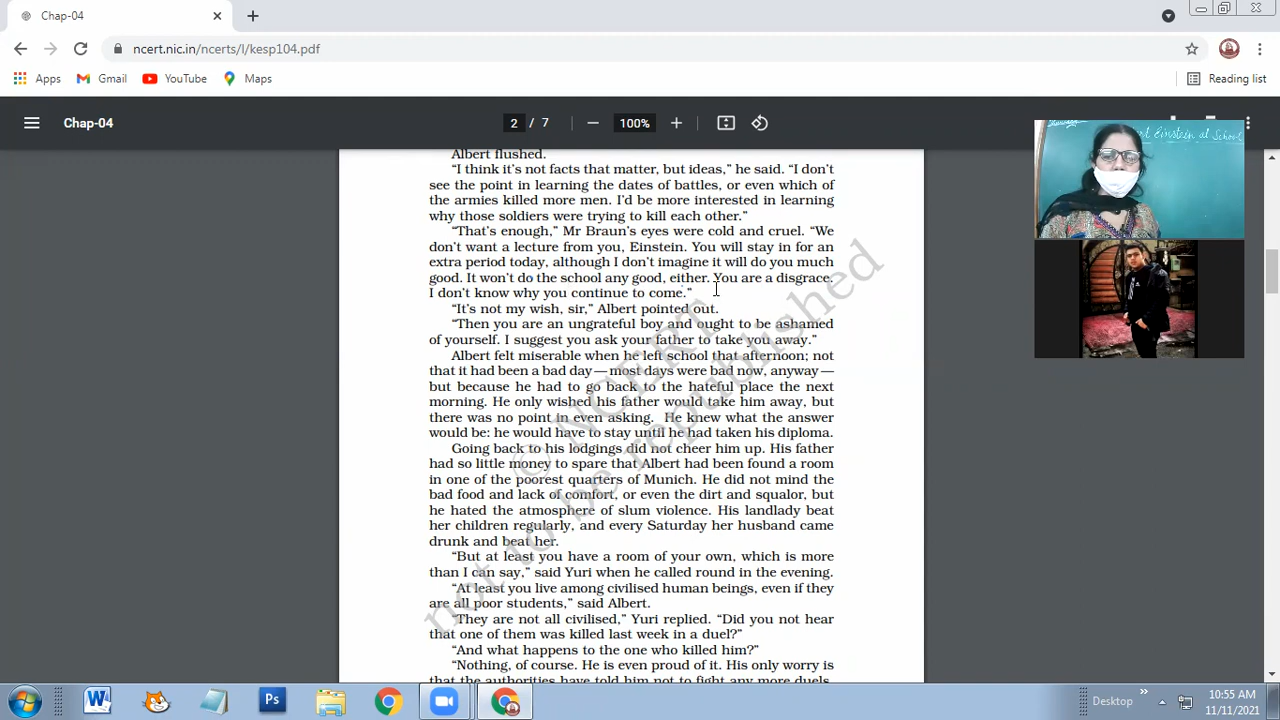 Chap-04
ncert.nic.in/ncerts/l/kesp104.pdf
Apps Gmail YouTube Maps Reading list
Chap-04 2 / 7 100%
Albert flushed.
“I think it's not facts that matter, but ideas,” he said. “I don't
see the point in learning the dates of battles, or even which of
the armies killed more men. I'd be more interested in learning
why those soldiers were trying to kill each other.”
“That's enough,” Mr Braun's eyes were cold and cruel. “We
don't want a lecture from you, Einstein. You will stay in for an
extra period today, although I don't imagine it will do you much
good. It won't do the school any good, either. You are a disgrace.
I don't know why you continue to come.”
“It's not my wish, sir,” Albert pointed out.
“Then you are an ungrateful boy and ought to be ashamed
of yourself. I suggest you ask your father to take you away.”
Albert felt miserable when he left school that afternoon; not
that it had been a bad day — most days were bad now, anyway —
but because he had to go back to the hateful place the next
morning. He only wished his father would take him away, but
there was no point in even asking. He knew what the answer
would be: he would have to stay until he had taken his diploma.
Going back to his lodgings did not cheer him up. His father
had so little money to spare that Albert had been found a room
in one of the poorest quarters of Munich. He did not mind the
bad food and lack of comfort, or even the dirt and squalor, but
he hated the atmosphere of slum violence. His landlady beat
her children regularly, and every Saturday her husband came
drunk and beat her.
“But at least you have a room of your own, which is more
than I can say,” said Yuri when he called round in the evening.
“At least you live among civilised human beings, even if they
are all poor students,” said Albert.
“They are not all civilised,” Yuri replied. “Did you not hear
that one of them was killed last week in a duel?”
“And what happens to the one who killed him?”
“Nothing, of course. He is even proud of it. His only worry is
that the authorities have told him not to fight any more duels.
© NCERT
not to be republished
Einstein at School
Desktop
10:55 AM
11/11/2021